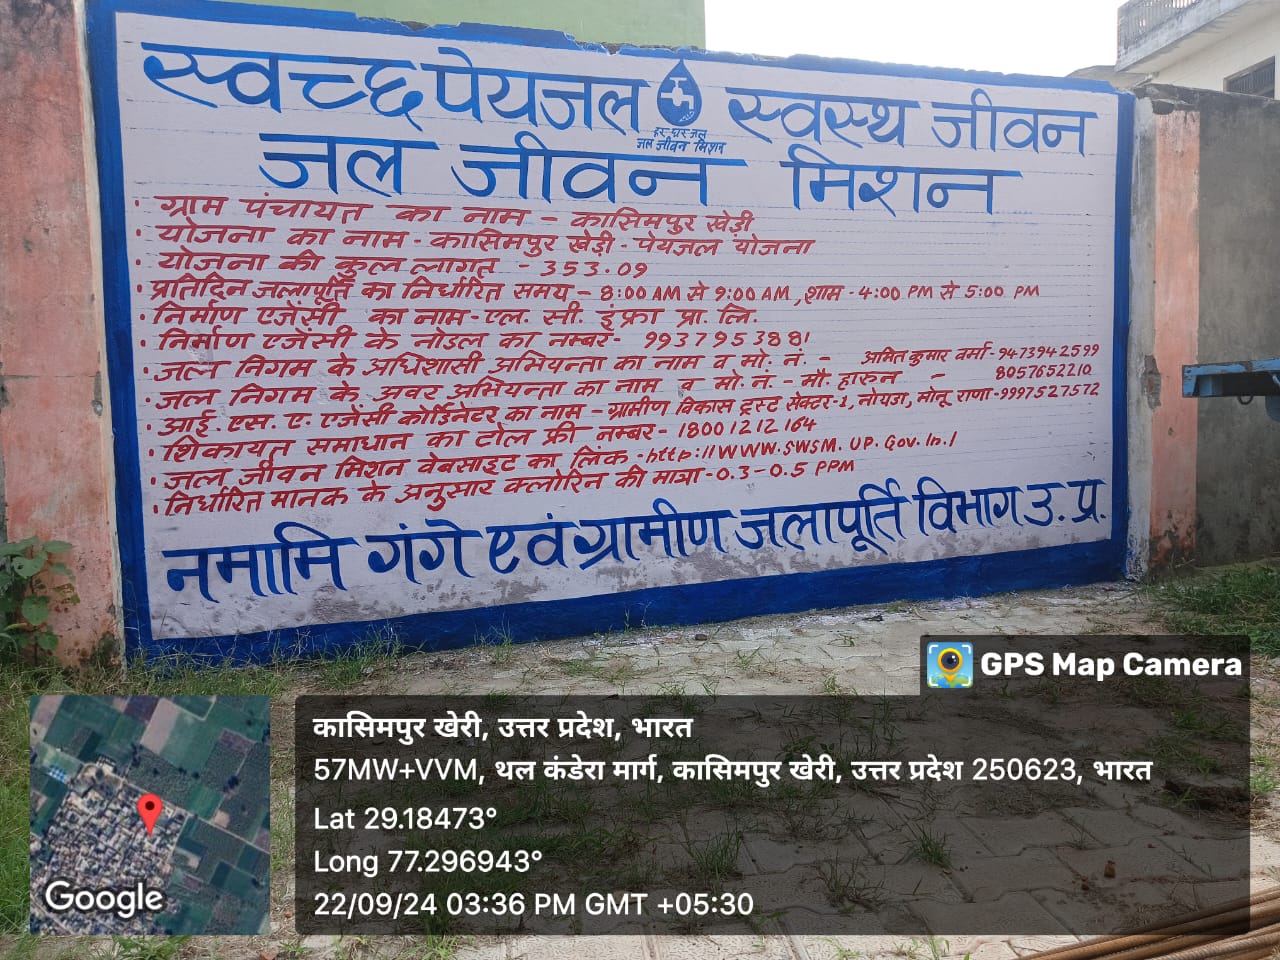 स्वच्छ पेयजल स्वस्थ जीवन
हर घर जल
जल जीवन मिशन
जल जीवन मिशन
· ग्राम पंचायत का नाम - कासिमपुर खेड़ी
· योजना का नाम - कासिमपुर खेड़ी - पेयजल योजना
· योजना की कुल लागत - 353.09
· प्रतिदिन जलापूर्ति का निर्धारित समय - 8:00 AM से 9:00 AM, शाम - 4:00 PM से 5:00 PM
· निर्माण एजेंसी का नाम - एल. सी. इंफ्रा प्रा. लि.
· निर्माण एजेंसी के नोडल का नम्बर - 9937953881
· जल निगम के अधिशासी अभियन्ता का नाम व मो. नं. - अमित कुमार वर्मा - 9473942599
· जल निगम के अवर अभियन्ता का नाम व मो. नं. - मौ. हारुन - 8057652210
· आई. एस. ए. एजेंसी कोर्डिनेटर का नाम - ग्रामीण विकास ट्रस्ट सेक्टर-1, नोयडा, मोनू राणा - 9997527572
· शिकायत समाधान का टोल फ्री नम्बर - 18001212164
· जल जीवन मिशन वेबसाइट का लिंक - http://WWW.SWSM.UP.Gov.In./
· निर्धारित मानक के अनुसार क्लोरिन की मात्रा - 0.3-0.5 PPM
नमामि गंगे एवं ग्रामीण जलापूर्ति विभाग उ. प्र.
GPS Map Camera
कासिमपुर खेरी, उत्तर प्रदेश, भारत
57MW+VVM, थल कंडेरा मार्ग, कासिमपुर खेरी, उत्तर प्रदेश 250623, भारत
Lat 29.18473°
Long 77.296943°
22/09/24 03:36 PM GMT +05:30
Google